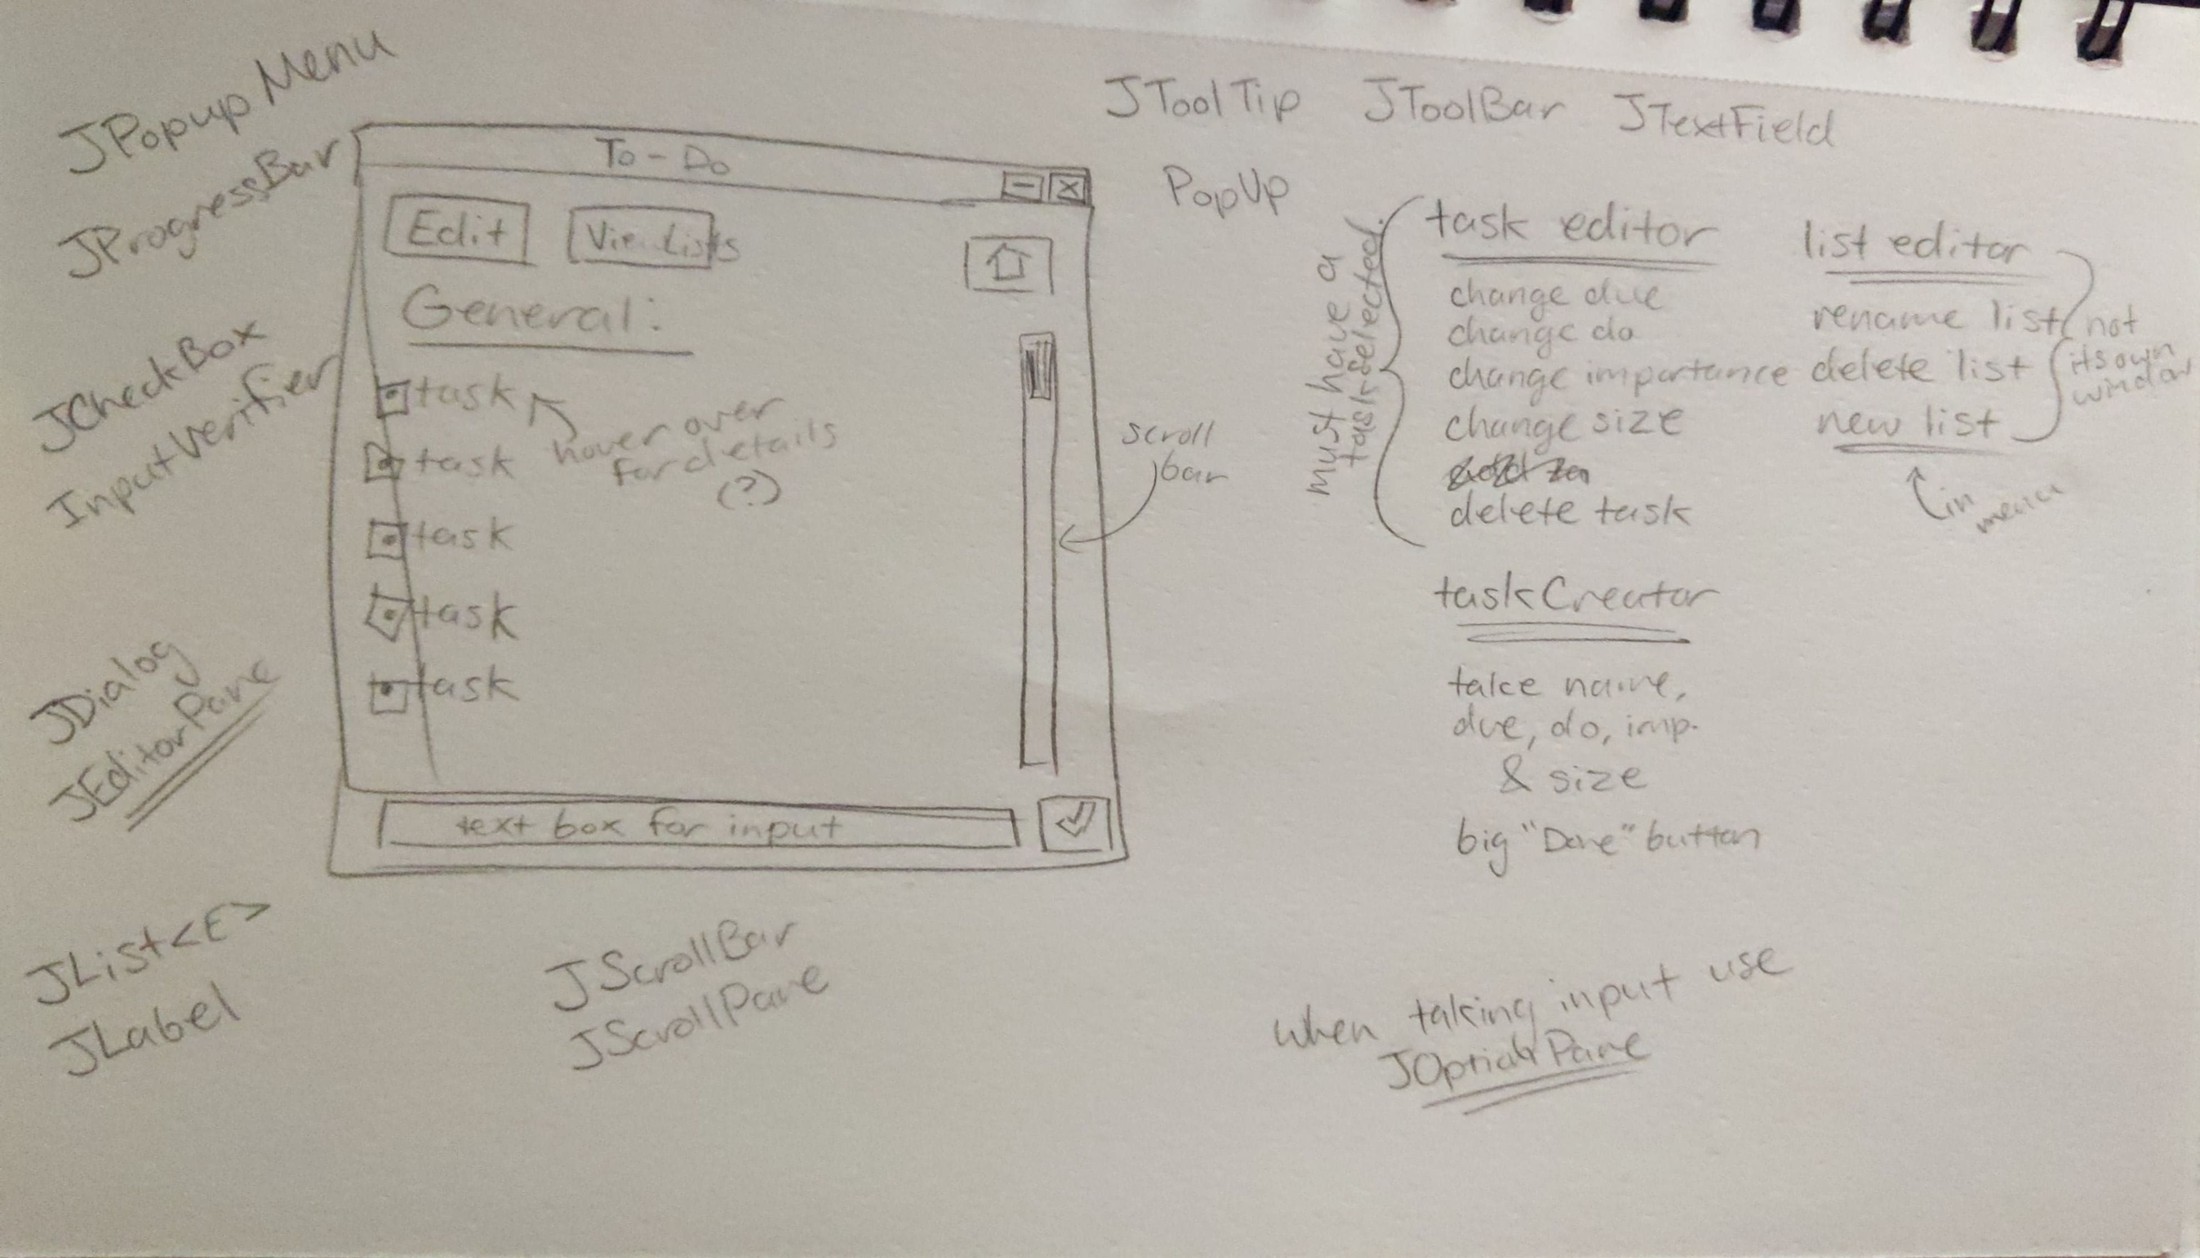 JPopupMenu
JProgressBar
JCheckBox
InputVerifier
JDialog
JEditorPane
JList<E>
JLabel
To-Do
Edit
View Lists
General:
task
hover over
for details
(?)
task
task
task
task
text box for input
scroll
bar
JScrollBar
JScrollPane
JToolTip JToolBar JTextField
PopUp
must have a
task selected.
task editor
change due
change do
change importance
change size
delete task
list editor
rename list
delete list
new list
not
its own
window
in
menu
taskCreator
take name,
due, do, imp.
& size
big "Done" button
when taking input use
JOptionPane